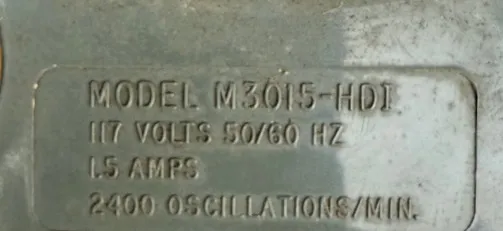 MODEL M3015-HDI
117 VOLTS 50/60 HZ
1.5 AMPS
2400 OSCILLATIONS/MIN.